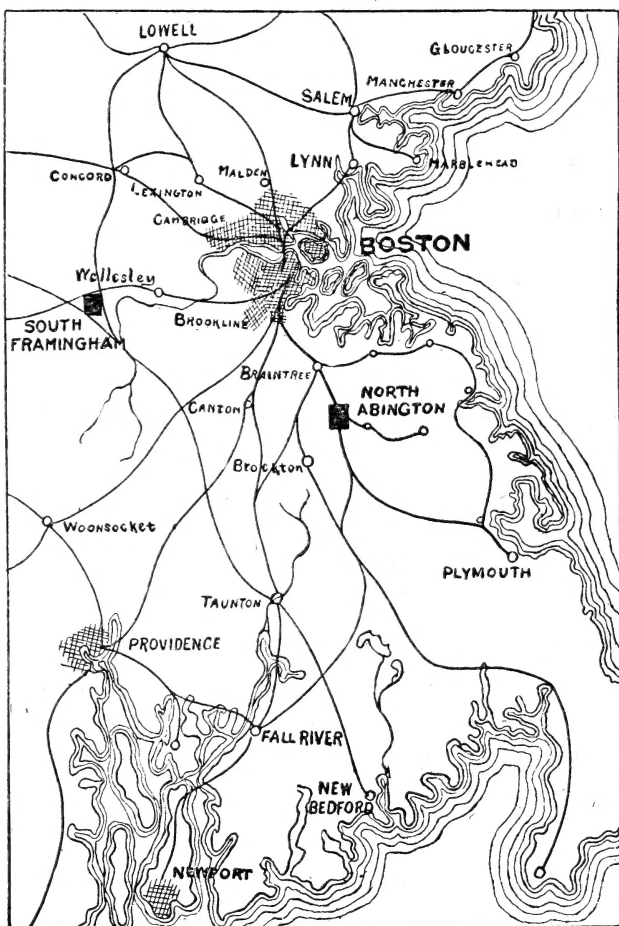 LOWELL
GLOUCESTER
MANCHESTER
SALEM
LYNN
MARBLEHEAD
MALDEN
CONCORD
LEXINGTON
CAMBRIDGE
BOSTON
Wellesley
SOUTH
FRAMINGHAM
BROOKLINE
BRAINTREE
NORTH
ABINGTON
CANTON
Brockton
Woonsocket
PLYMOUTH
TAUNTON
PROVIDENCE
FALL RIVER
NEW
BEDFORD
NEWPORT